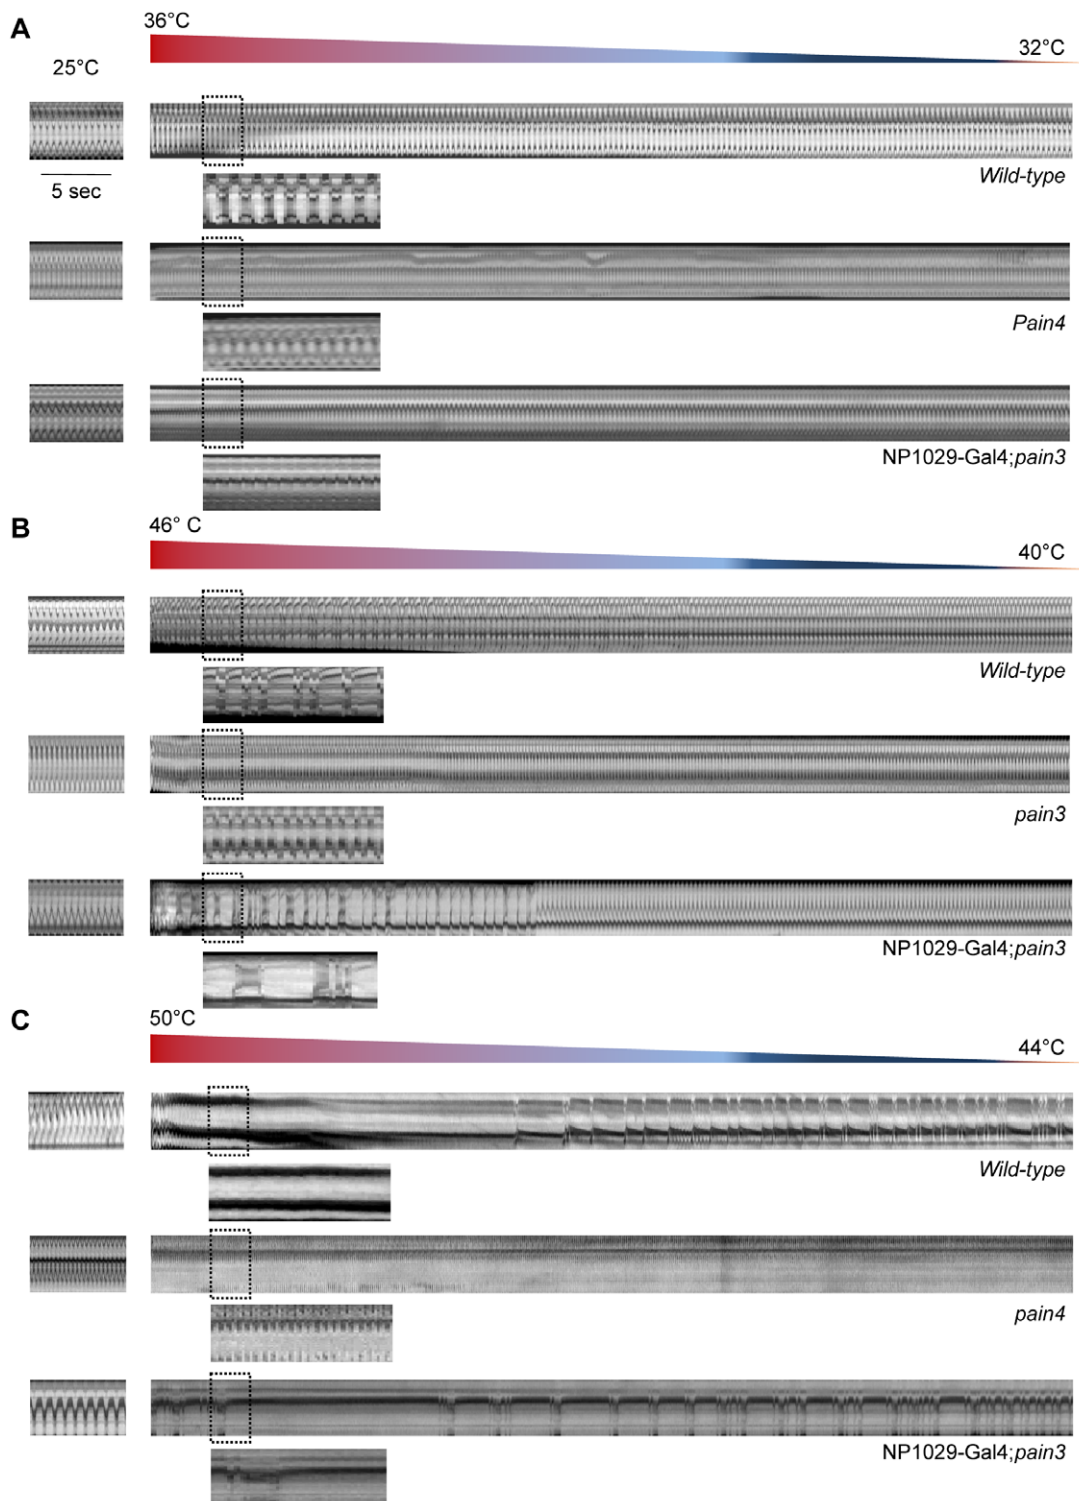 A
36°C
32°C
25°C
5 sec
Wild-type
Pain4
NP1029-Gal4;pain3
B
46° C
40°C
Wild-type
pain3
NP1029-Gal4;pain3
C
50°C
44°C
Wild-type
pain4
NP1029-Gal4;pain3